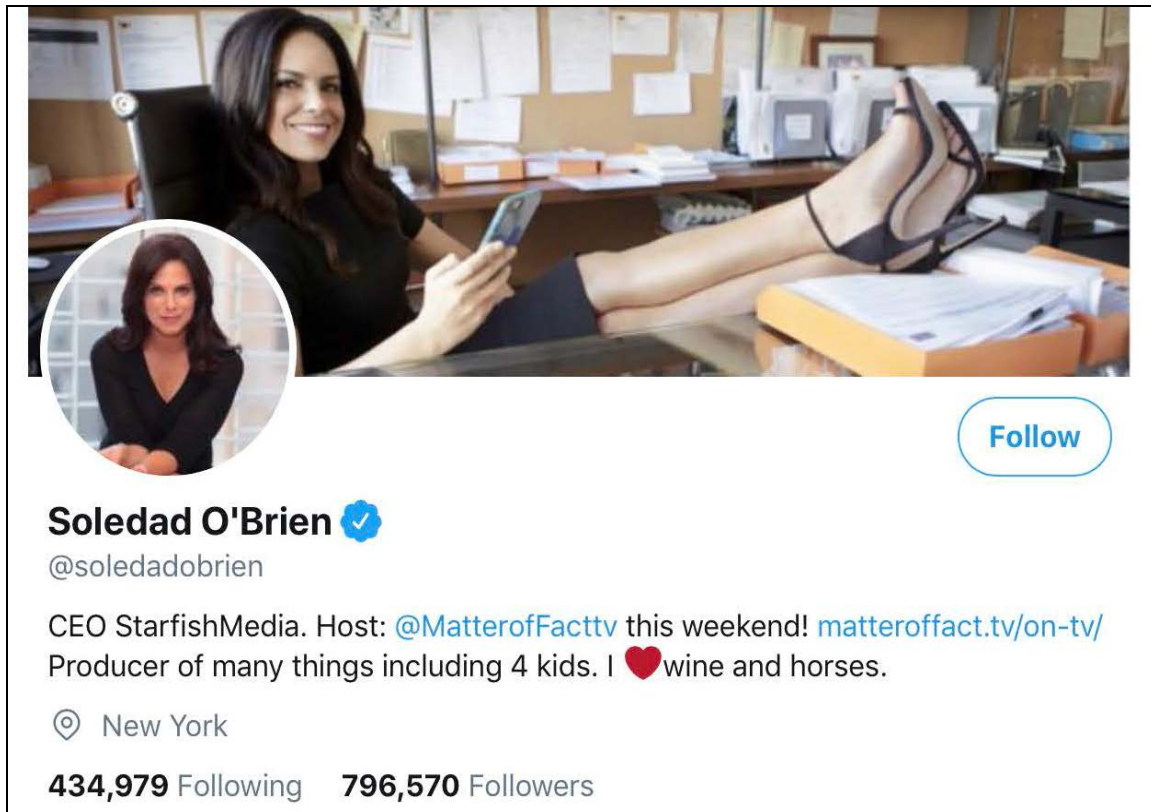 Follow
Soledad O'Brien
@soledadobrien
CEO StarfishMedia. Host: @MatterofFacttv this weekend! matteroffact.tv/on-tv/
Producer of many things including 4 kids. I ❤️wine and horses.
New York
434,979 Following 796,570 Followers